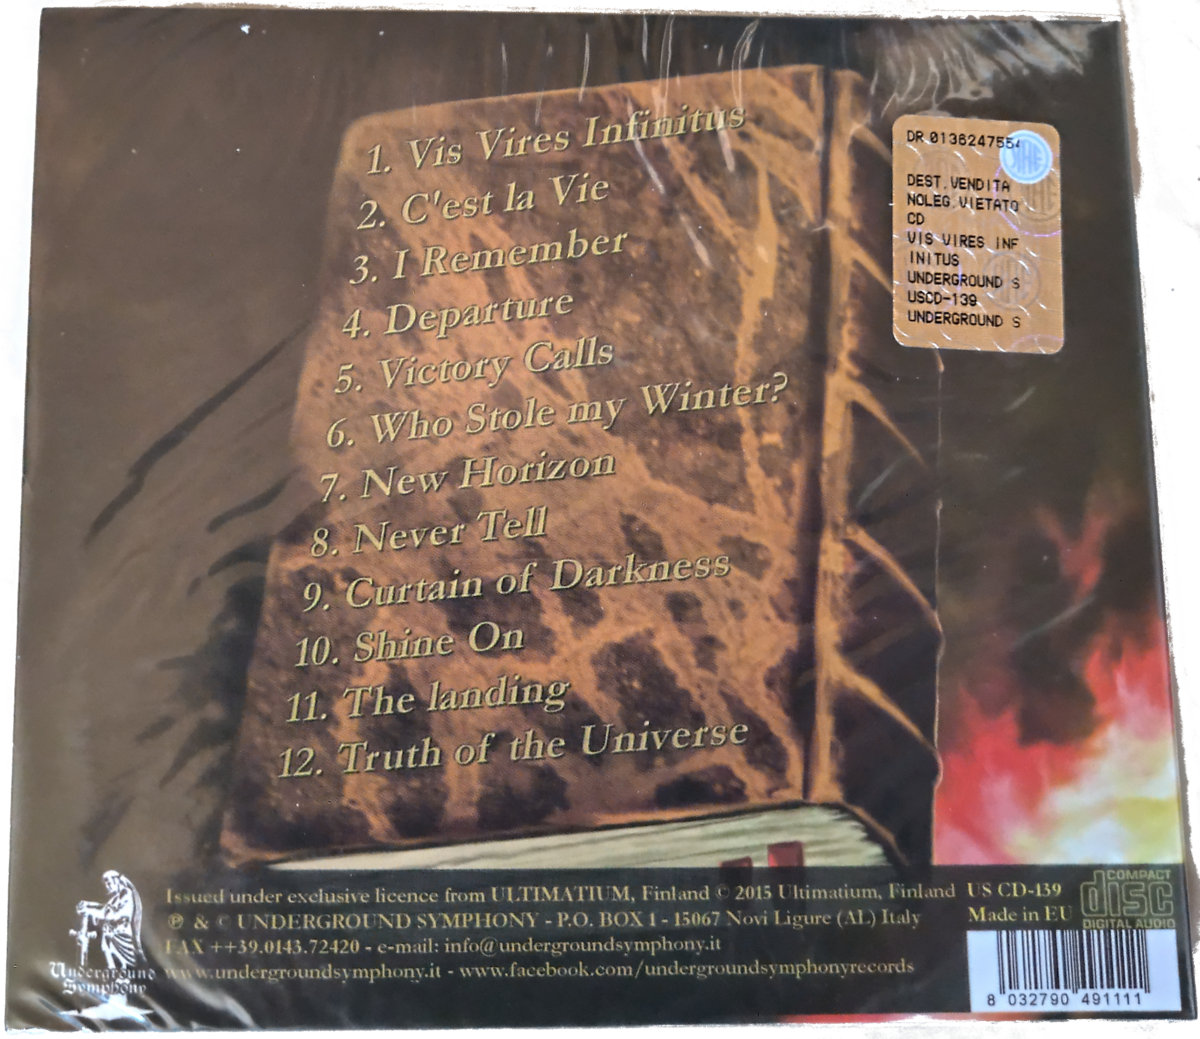 1. Vis Vires Infinitus
2. C'est la Vie
3. I Remember
4. Departure
5. Victory Calls
6. Who Stole my Winter?
7. New Horizon
8. Never Tell
9. Curtain of Darkness
10. Shine On
11. The landing
12. Truth of the Universe
DR 013624755
DEST.VENDITA
NOLEG.VIETATO
CD
VIS VIRES INF
INITUS
UNDERGROUND S
USCD-139
UNDERGROUND S
Issued under exclusive licence from ULTIMATIUM, Finland © 2015 Ultimatium, Finland
℗ & © UNDERGROUND SYMPHONY - P.O. BOX 1 - 15067 Novi Ligure (AL) Italy
FAX ++39.0143.72420 - e-mail: info@undergroundsymphony.it
www.undergroundsymphony.it - www.facebook.com/undergroundsymphonyrecords
Underground
Symphony
US CD-139
Made in EU
COMPACT
disc
DIGITAL AUDIO
8 032790 491111